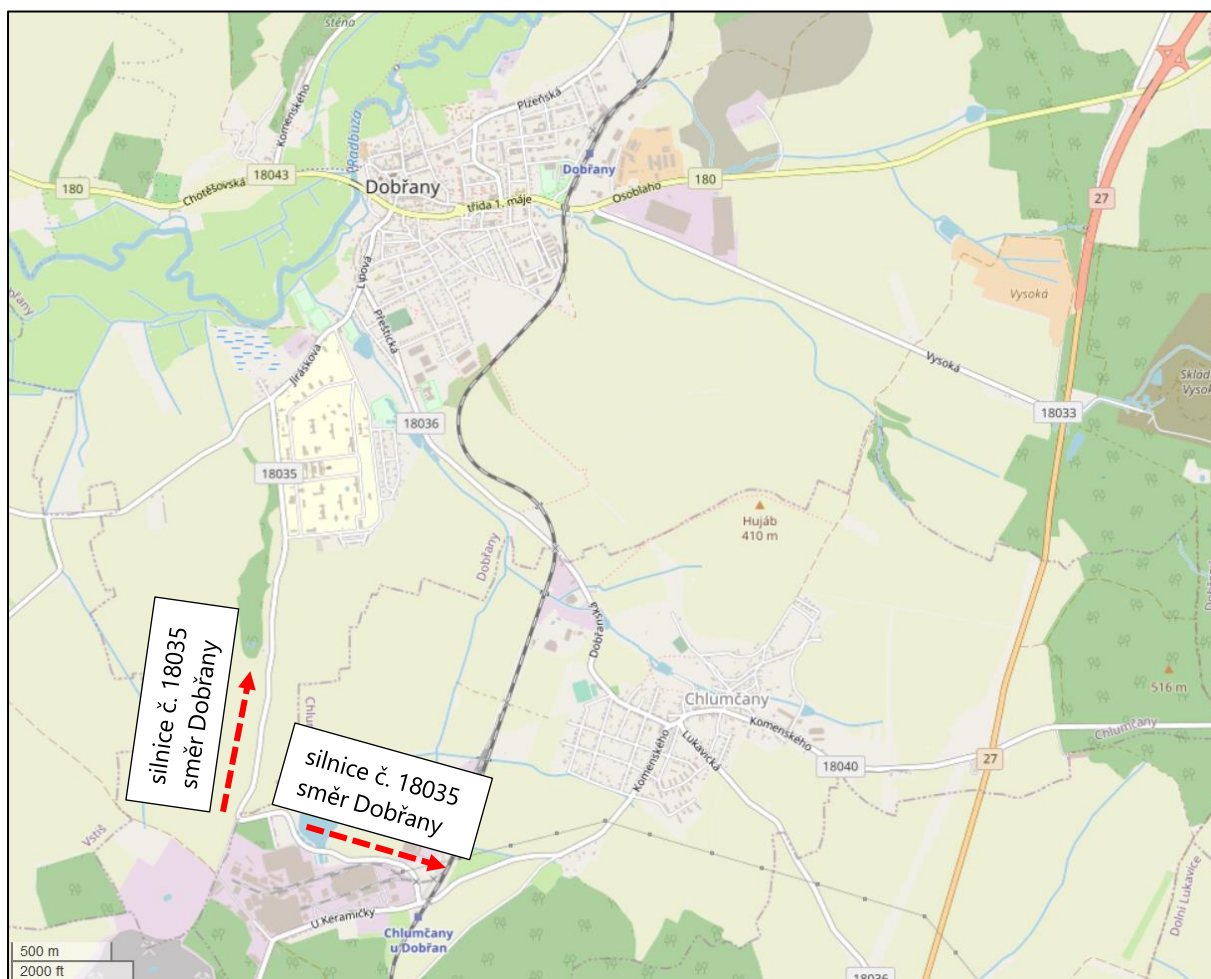 stěna
Komenského
Plzeňská
Radbuza
Dobřany
180
Chotěšovská
18043
Dobřany
třída 1. máje
Osoblaho
180
27
Lipová
Vysoká
Přeštická
Jiráskova
Vysoká
18033
18036
18035
Hujáb
410 m
Dobřany
Dobřanská
silnice č. 18035
směr Dobřany
516 m
Chlumčany
Komenského
Chlumčany
Komenského
Lukavická
18040
27
silnice č. 18035
směr Dobřany
Vstiš
U Keramičky
Chlumčany
u Dobřan
Dolní Lukavice
500 m
2000 ft
18036